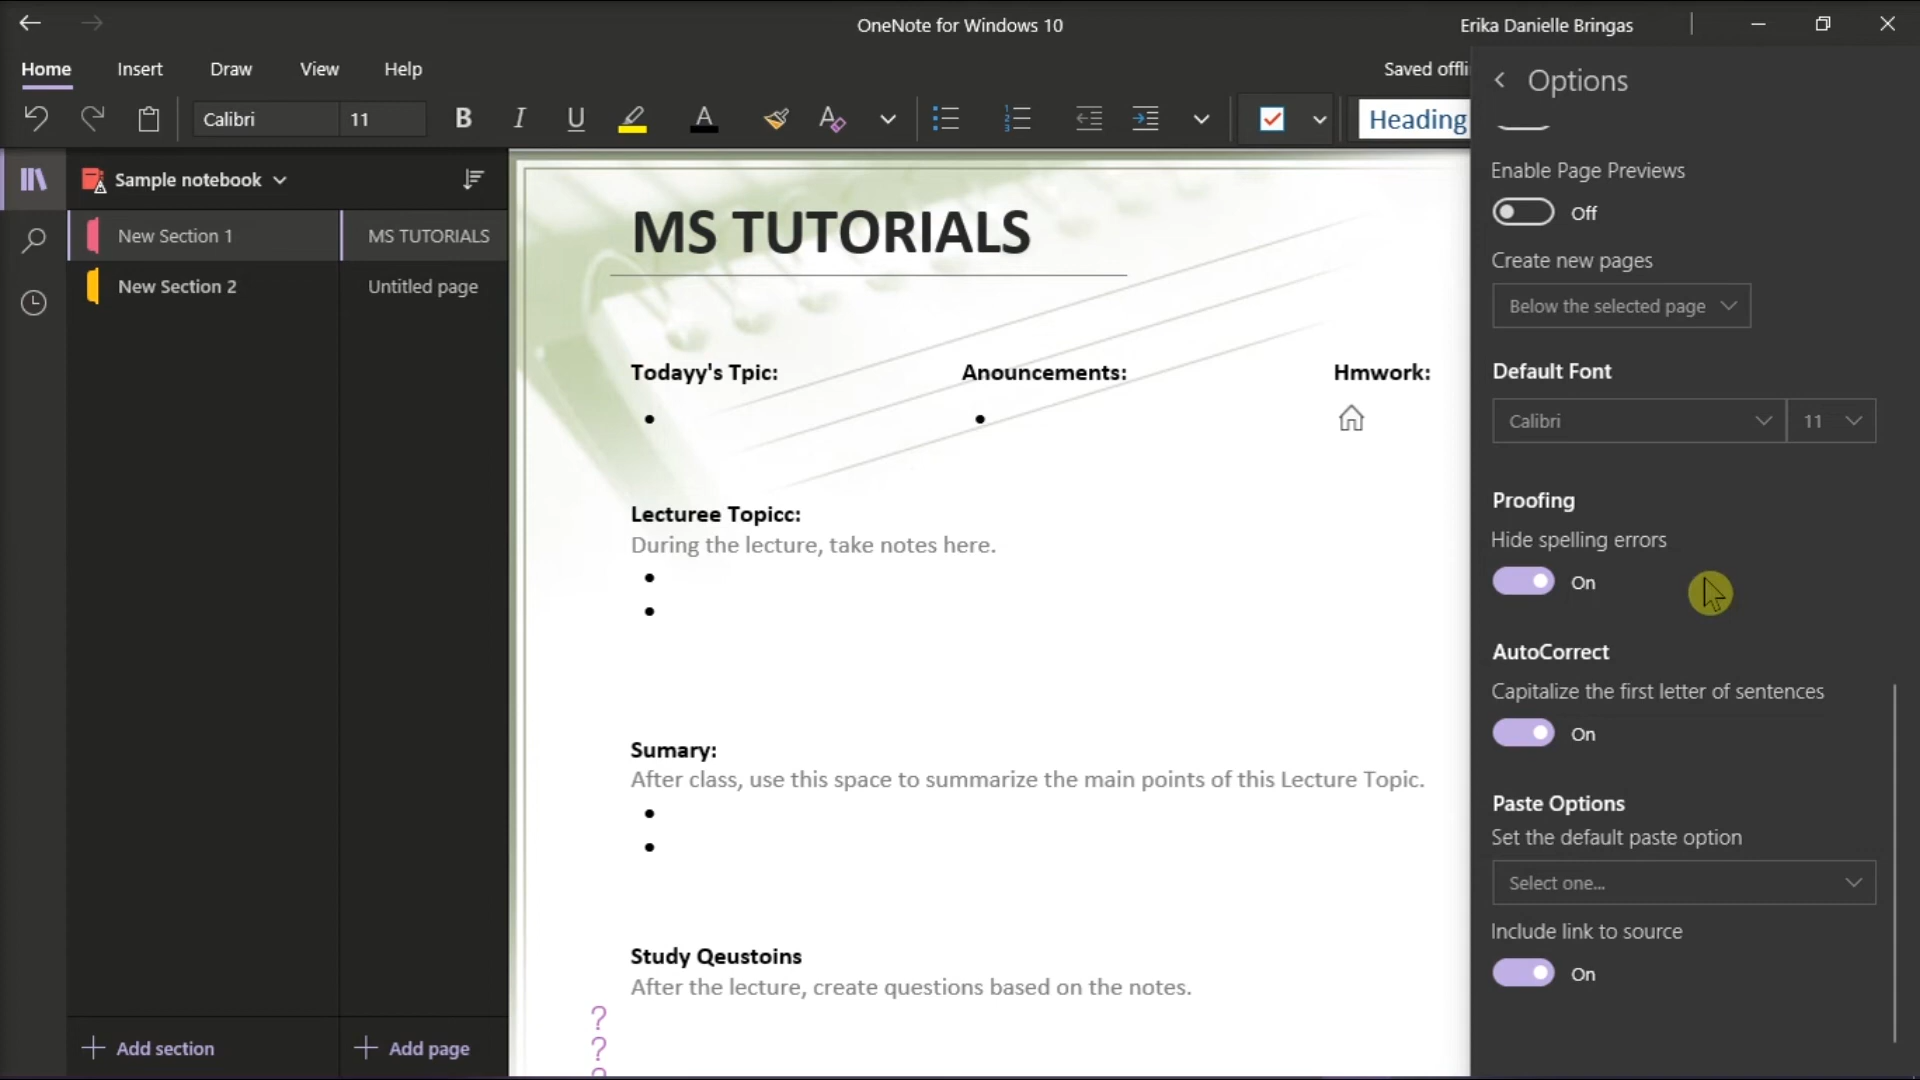 OneNote for Windows 10
Erika Danielle Bringas
Home
Insert
Draw
View
Help
Saved offli
Calibri
11
B
I
U
A
A
Heading
Options
Sample notebook
New Section 1
New Section 2
MS TUTORIALS
Untitled page
Add section
Add page
MS TUTORIALS
Todayy's Tpic:
Anouncements:
Hmwork:
Lecturee Topicc:
During the lecture, take notes here.
Sumary:
After class, use this space to summarize the main points of this Lecture Topic.
Study Qeustoins
After the lecture, create questions based on the notes.
?
?
Enable Page Previews
Off
Create new pages
Below the selected page
Default Font
Calibri
11
Proofing
Hide spelling errors
On
AutoCorrect
Capitalize the first letter of sentences
On
Paste Options
Set the default paste option
Select one...
Include link to source
On